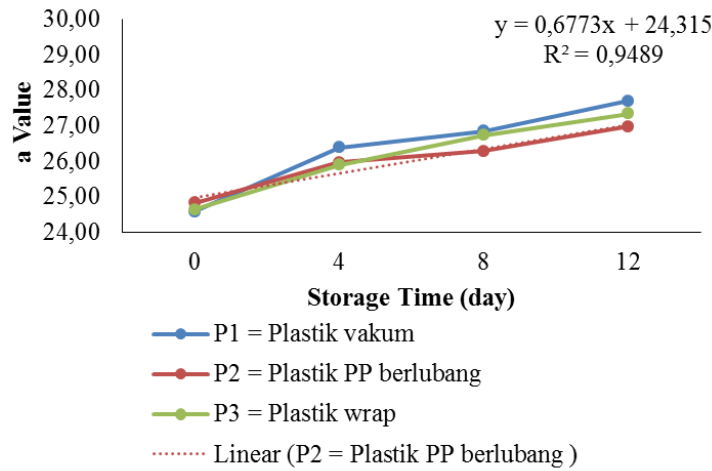 30,00
29,00
28,00
27,00
26,00
25,00
24,00
a Value
y = 0,6773x + 24,315
R² = 0,9489
0 4 8 12
Storage Time (day)
P1 = Plastik vakum
P2 = Plastik PP berlubang
P3 = Plastik wrap
Linear (P2 = Plastik PP berlubang )